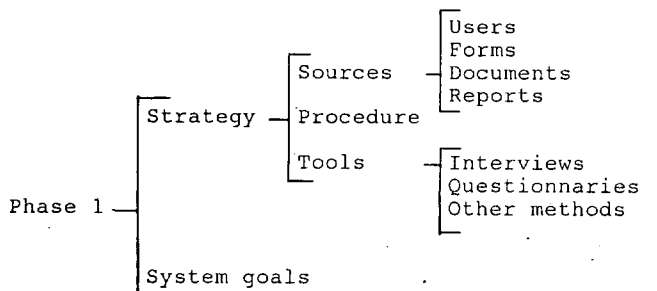 Users
Forms
Sources Documents
Reports
Strategy Procedure
Tools Interviews
Questionnaries
Other methods
Phase 1
System goals